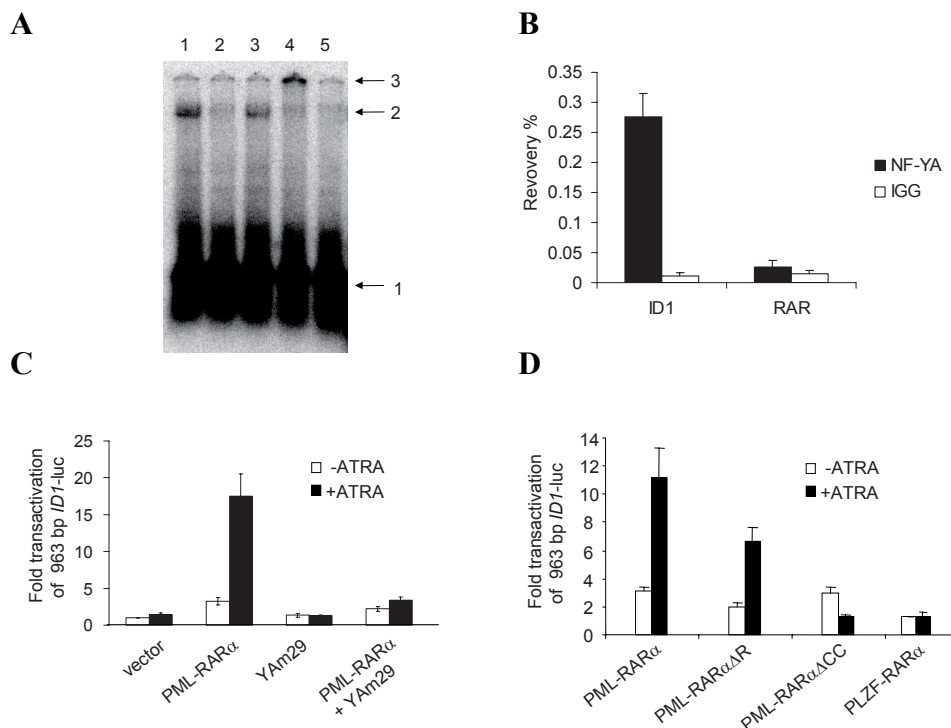 A
1 2 3 4 5
3
2
1
B
0.35
0.3
0.25
0.2
0.15
0.1
0.05
0
Revovery %
ID1 RAR
NF-YA
IGG
C
25
20
15
10
5
0
Fold transactivation
of 963 bp ID1-luc
-ATRA
+ATRA
vector
PML-RARα
YAm29
PML-RARα
+ YAm29
D
14
12
10
8
6
4
2
0
Fold transactivation
of 963 bp ID1-luc
-ATRA
+ATRA
PML-RARα
PML-RARαΔR
PML-RARαΔCC
PLZF-RARα